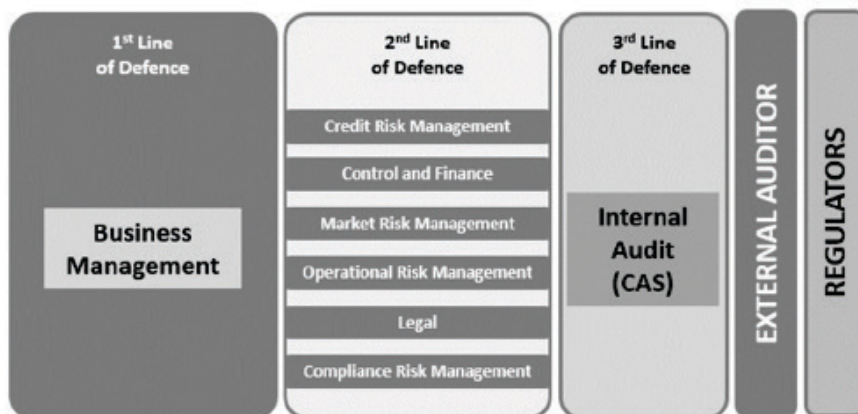 1st Line
of Defence
Business
Management
2nd Line
of Defence
Credit Risk Management
Control and Finance
Market Risk Management
Operational Risk Management
Legal
Compliance Risk Management
3rd Line
of Defence
Internal
Audit
(CAS)
EXTERNAL AUDITOR
REGULATORS